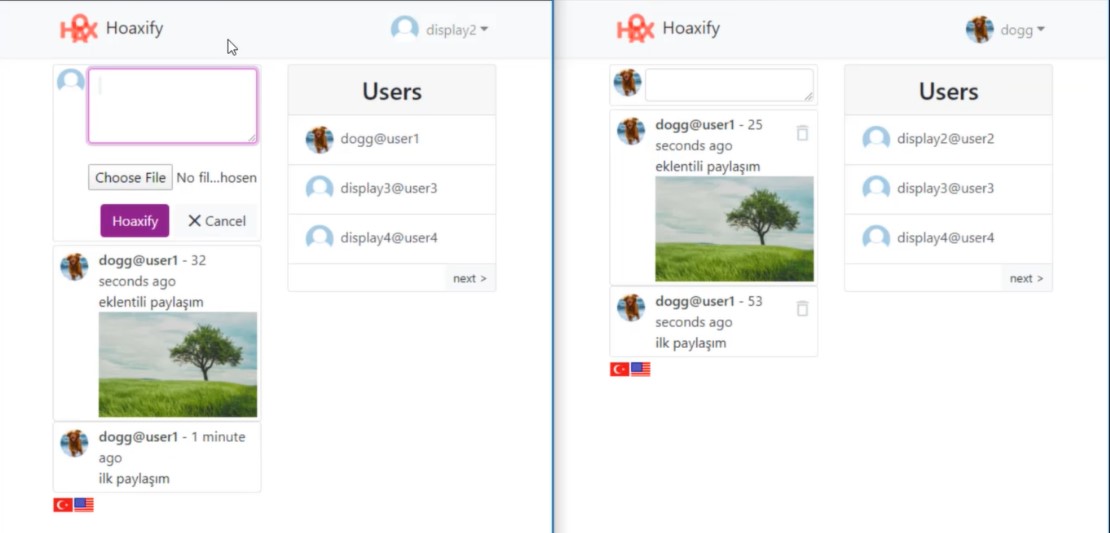 HOX Hoaxify
display2
Users
dogg@user1
Choose File No fil...hosen
display3@user3
Hoaxify Cancel
display4@user4
dogg@user1 - 32
seconds ago
eklentili paylaşım
next >
dogg@user1 - 1 minute
ago
ilk paylaşım
HOX Hoaxify
dogg
Users
dogg@user1 - 25
seconds ago
eklentili paylaşım
display2@user2
display3@user3
display4@user4
next >
dogg@user1 - 53
seconds ago
ilk paylaşım